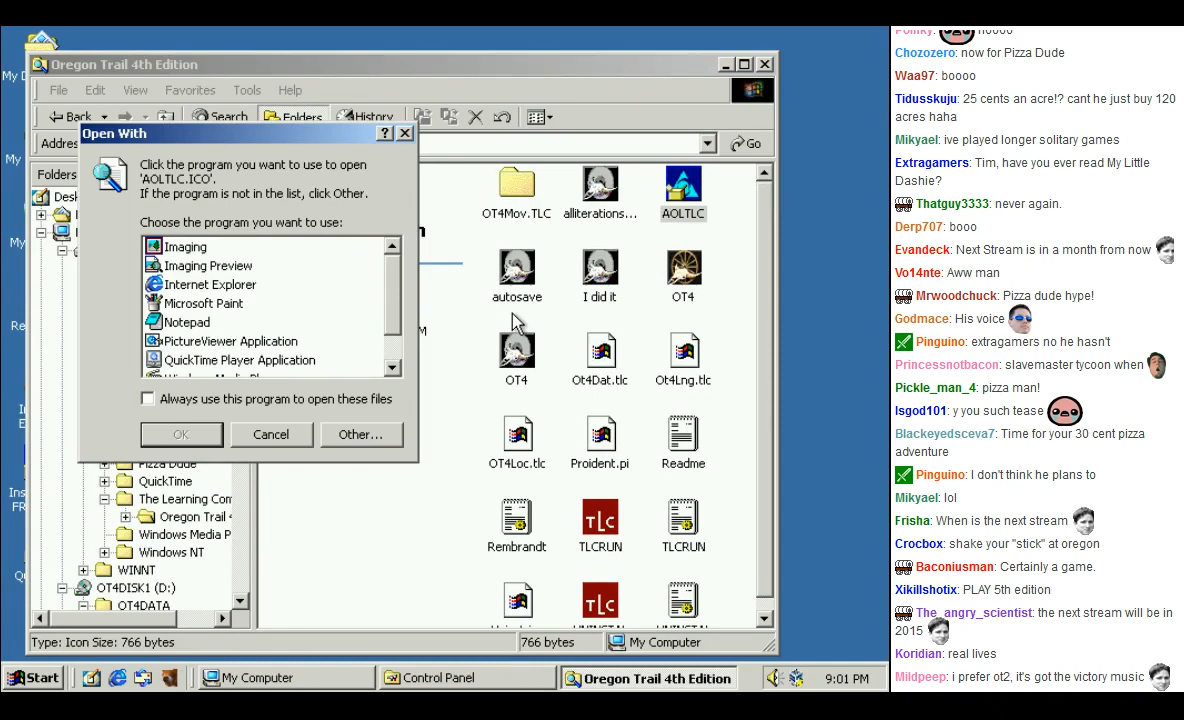 My D
My
My
Re
I
E
Ins
FR
Qu
Oregon Trail 4th Edition
File Edit View Favorites Tools Help
Back Search Folders History
Addres Go
Folders
Desk
Open With
Click the program you want to use to open
'AOLTLC.ICO'.
If the program is not in the list, click Other.
Choose the program you want to use:
Imaging
Imaging Preview
Internet Explorer
Microsoft Paint
Notepad
PictureViewer Application
QuickTime Player Application
Always use this program to open these files
OK Cancel Other...
n
M
OT4Mov.TLC alliterations... AOLTLC
autosave I did it OT4
OT4 Ot4Dat.tlc Ot4Lng.tlc
OT4Loc.tlc Proident.pi Readme
Rembrandt TLCRUN TLCRUN
TLC
TLC
Pizza Dude
QuickTime
The Learning Com
Oregon Trail 4
Windows Media P
Windows NT
WINNT
OT4DISK1 (D:)
OT4DATA
Type: Icon Size: 766 bytes 766 bytes My Computer
Start My Computer Control Panel Oregon Trail 4th Edition 9:01 PM
Chozozero: now for Pizza Dude
Waa97: boooo
Tidusskuju: 25 cents an acre!? cant he just buy 120
acres haha
Mikyael: ive played longer solitary games
Extragamers: Tim, have you ever read My Little
Dashie?
Thatguy3333: never again.
Derp707: booo
Evandeck: Next Stream is in a month from now
Vo14nte: Aww man
Mrwoodchuck: Pizza dude hype!
Godmace: His voice
Pinguino: extragamers no he hasn't
Princessnotbacon: slavemaster tycoon when
Pickle_man_4: pizza man!
Isgod101: y you such tease
Blackeyedsceva7: Time for your 30 cent pizza
adventure
Pinguino: I don't think he plans to
Mikyael: lol
Frisha: When is the next stream
Crocbox: shake your "stick" at oregon
Baconiusman: Certainly a game.
Xikillshotix: PLAY 5th edition
The_angry_scientist: the next stream will be in
2015
Koridian: real lives
Mildpeep: i prefer ot2, it's got the victory music